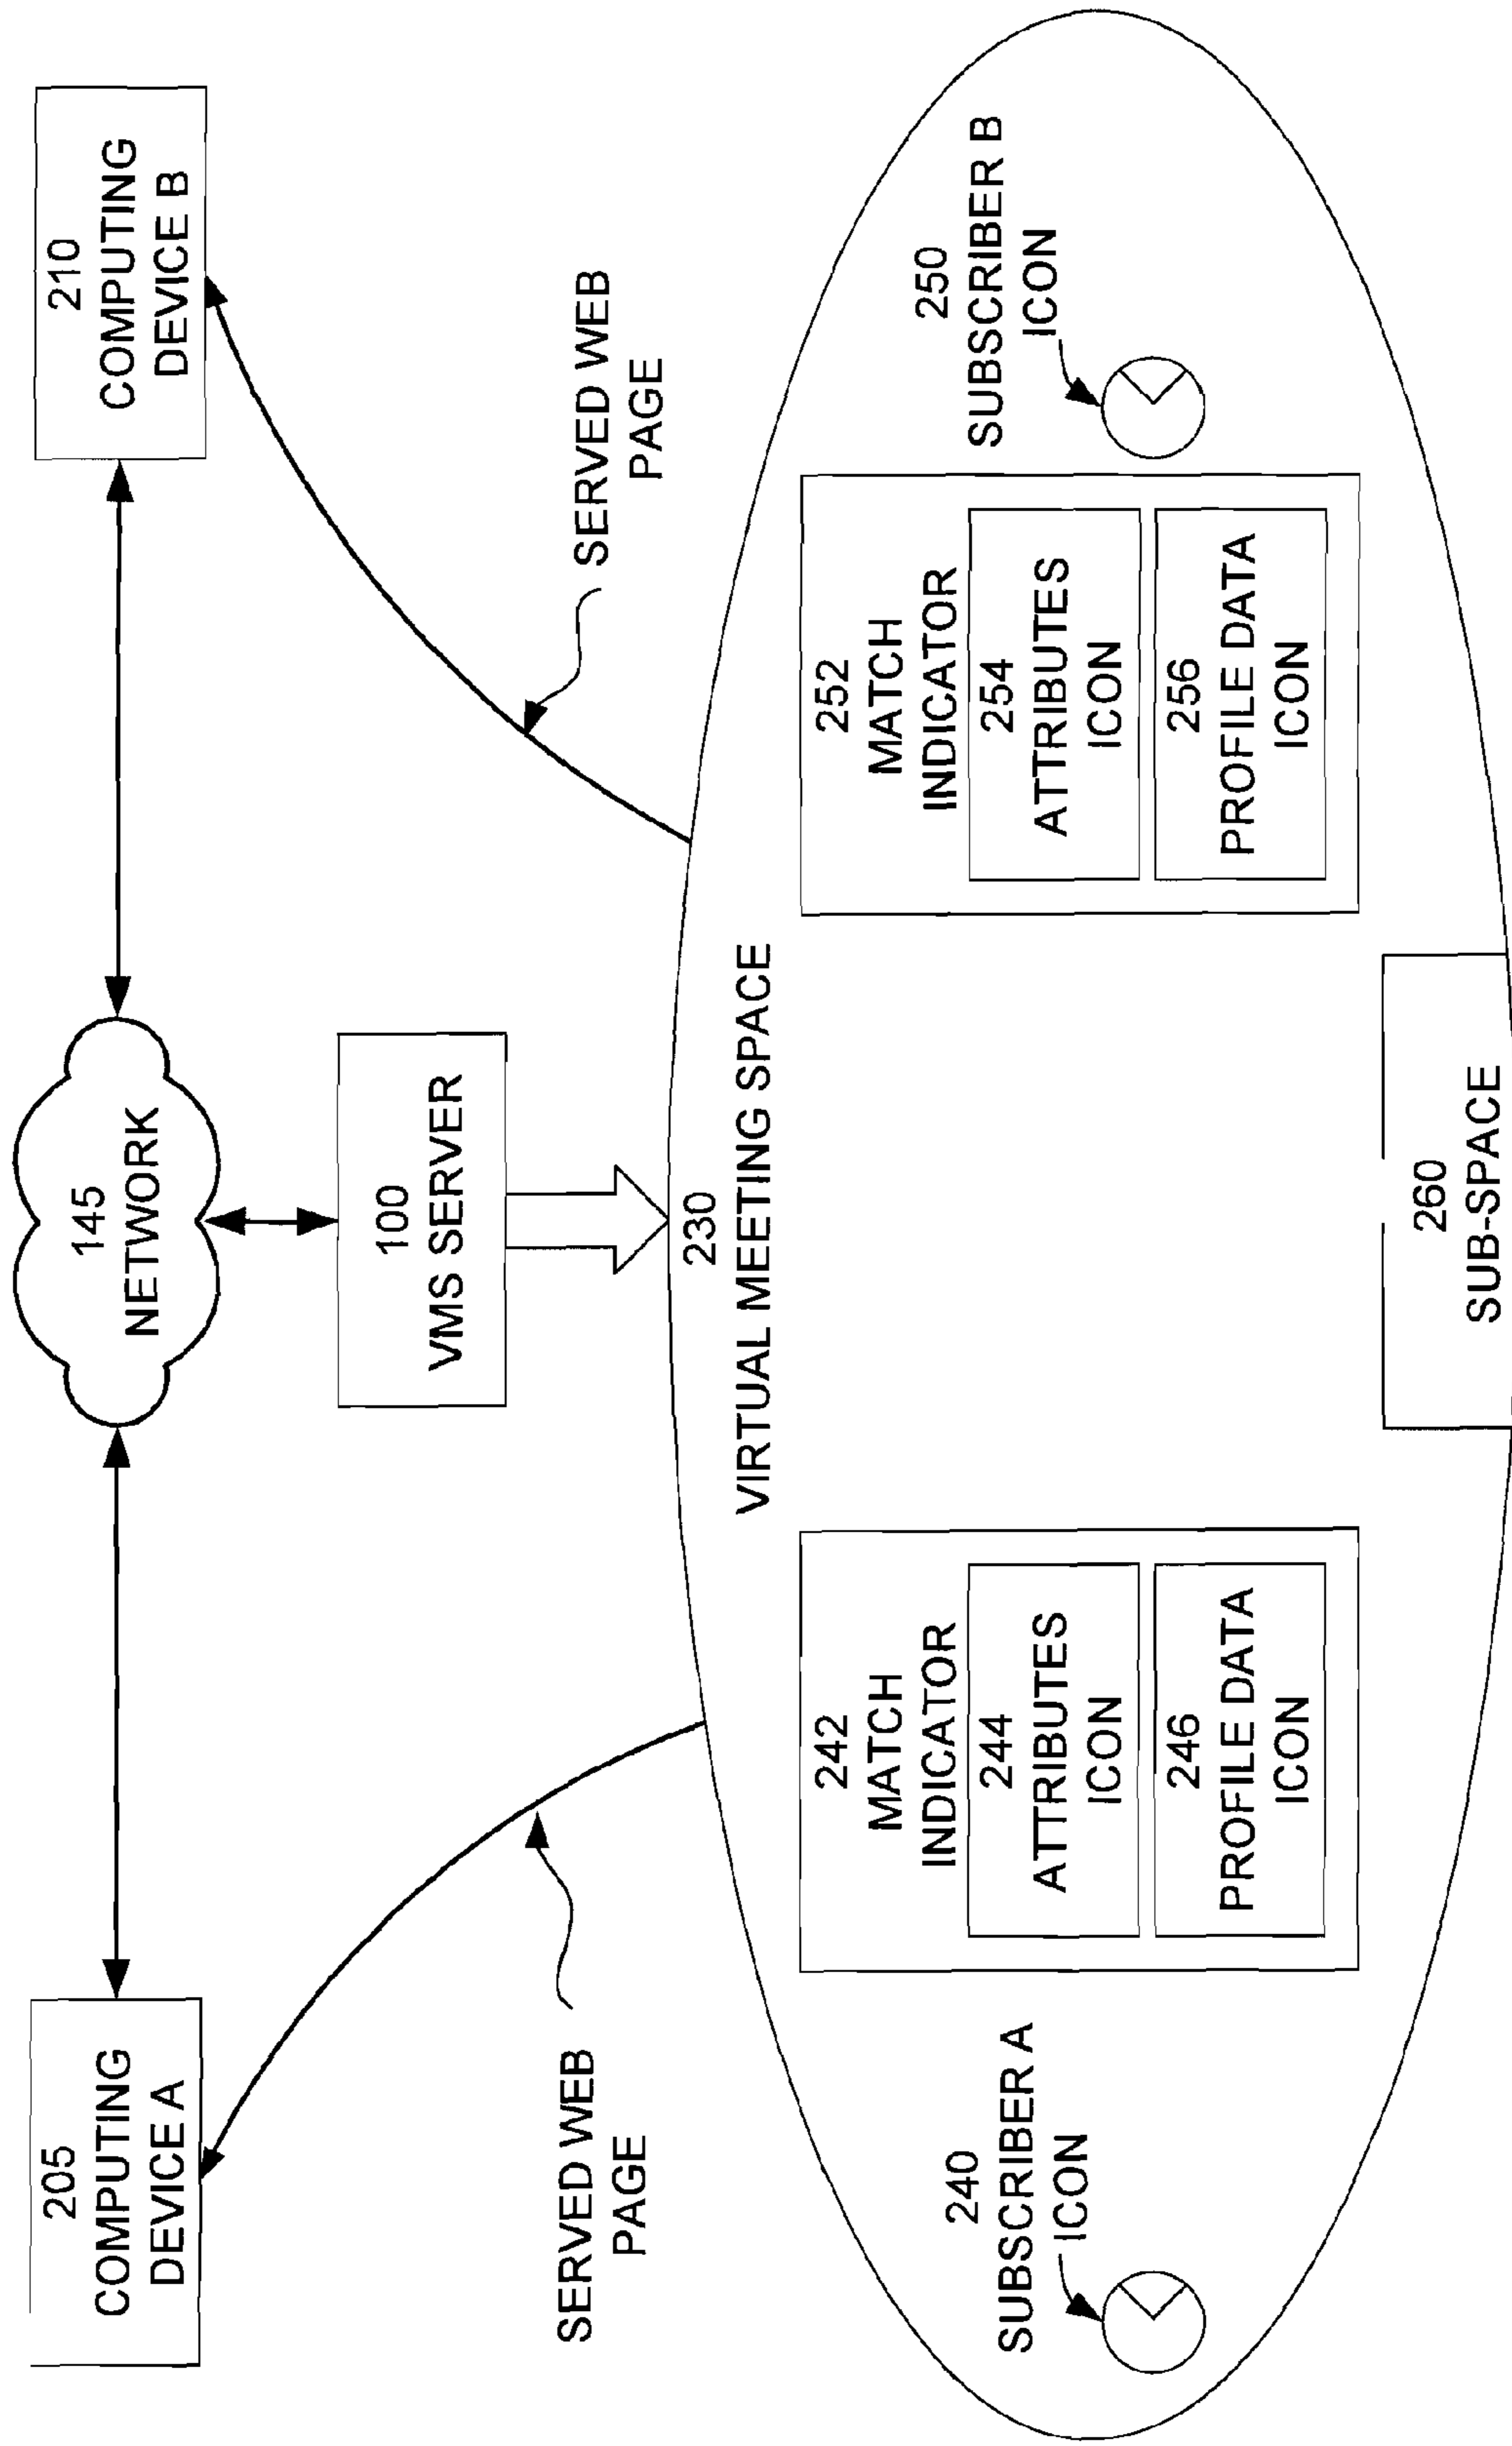 205
COMPUTING
DEVICE A
145
NETWORK
210
COMPUTING
DEVICE B
100
VMS SERVER
SERVED WEB
PAGE
SERVED WEB
PAGE
230
VIRTUAL MEETING SPACE
240
SUBSCRIBER A
ICON
242
MATCH
INDICATOR
244
ATTRIBUTES
ICON
246
PROFILE DATA
ICON
252
MATCH
INDICATOR
254
ATTRIBUTES
ICON
256
PROFILE DATA
ICON
250
SUBSCRIBER B
ICON
260
SUB-SPACE